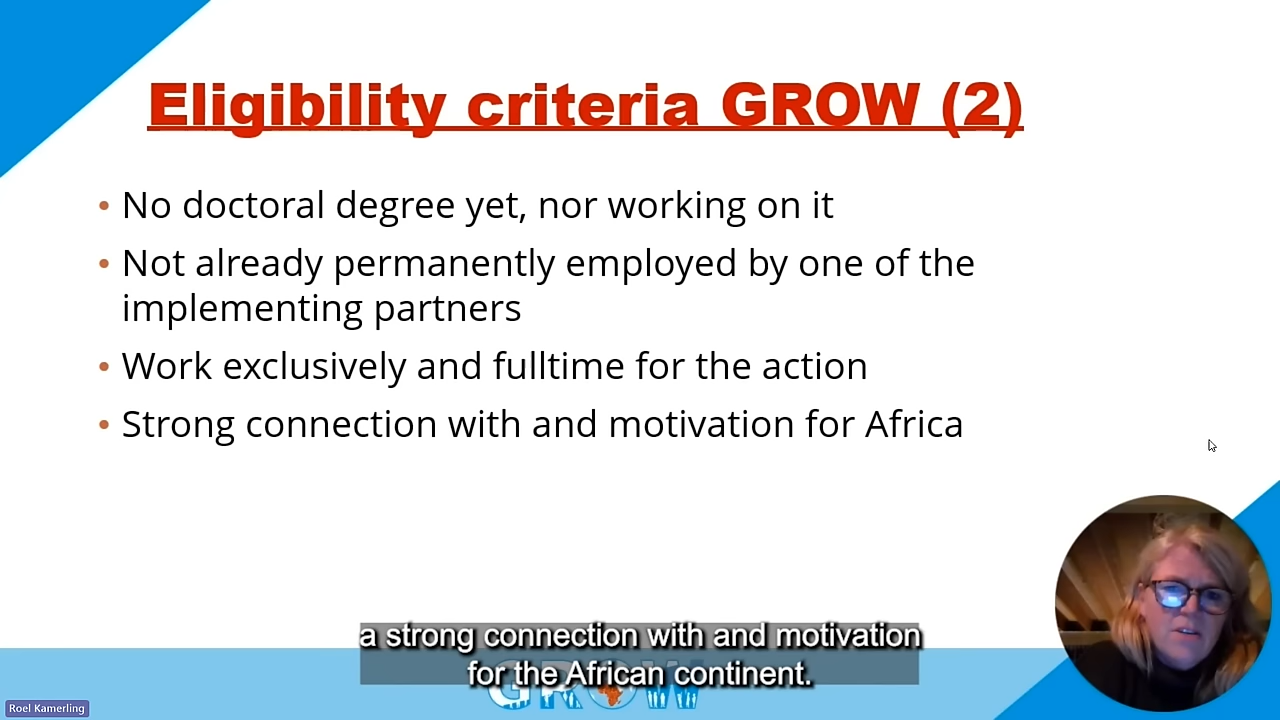 Eligibility criteria GROW (2)
• No doctoral degree yet, nor working on it
• Not already permanently employed by one of the
implementing partners
• Work exclusively and fulltime for the action
• Strong connection with and motivation for Africa
a strong connection with and motivation
for the African continent.
GROW
Roel Kamerling